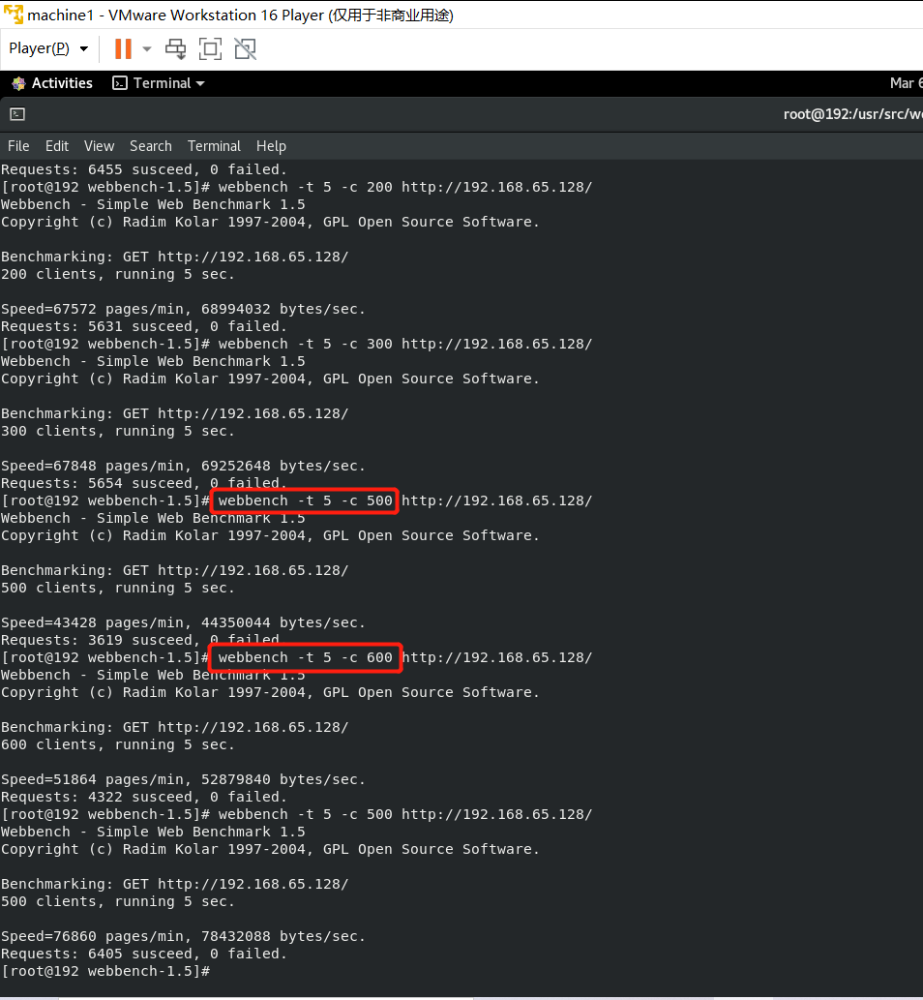 machine1 - VMware Workstation 16 Player (仅用于非商业用途)
Player(P)
Activities Terminal Mar 6
root@192:/usr/src/we
File Edit View Search Terminal Help
Requests: 6455 susceed, 0 failed.
[root@192 webbench-1.5]# webbench -t 5 -c 200 http://192.168.65.128/
Webbench - Simple Web Benchmark 1.5
Copyright (c) Radim Kolar 1997-2004, GPL Open Source Software.
Benchmarking: GET http://192.168.65.128/
200 clients, running 5 sec.
Speed=67572 pages/min, 68994032 bytes/sec.
Requests: 5631 susceed, 0 failed.
[root@192 webbench-1.5]# webbench -t 5 -c 300 http://192.168.65.128/
Webbench - Simple Web Benchmark 1.5
Copyright (c) Radim Kolar 1997-2004, GPL Open Source Software.
Benchmarking: GET http://192.168.65.128/
300 clients, running 5 sec.
Speed=67848 pages/min, 69252648 bytes/sec.
Requests: 5654 susceed, 0 failed.
[root@192 webbench-1.5]# webbench -t 5 -c 500 http://192.168.65.128/
Webbench - Simple Web Benchmark 1.5
Copyright (c) Radim Kolar 1997-2004, GPL Open Source Software.
Benchmarking: GET http://192.168.65.128/
500 clients, running 5 sec.
Speed=43428 pages/min, 44350044 bytes/sec.
Requests: 3619 susceed, 0 failed.
[root@192 webbench-1.5]# webbench -t 5 -c 600 http://192.168.65.128/
Webbench - Simple Web Benchmark 1.5
Copyright (c) Radim Kolar 1997-2004, GPL Open Source Software.
Benchmarking: GET http://192.168.65.128/
600 clients, running 5 sec.
Speed=51864 pages/min, 52879840 bytes/sec.
Requests: 4322 susceed, 0 failed.
[root@192 webbench-1.5]# webbench -t 5 -c 500 http://192.168.65.128/
Webbench - Simple Web Benchmark 1.5
Copyright (c) Radim Kolar 1997-2004, GPL Open Source Software.
Benchmarking: GET http://192.168.65.128/
500 clients, running 5 sec.
Speed=76860 pages/min, 78432088 bytes/sec.
Requests: 6405 susceed, 0 failed.
[root@192 webbench-1.5]#